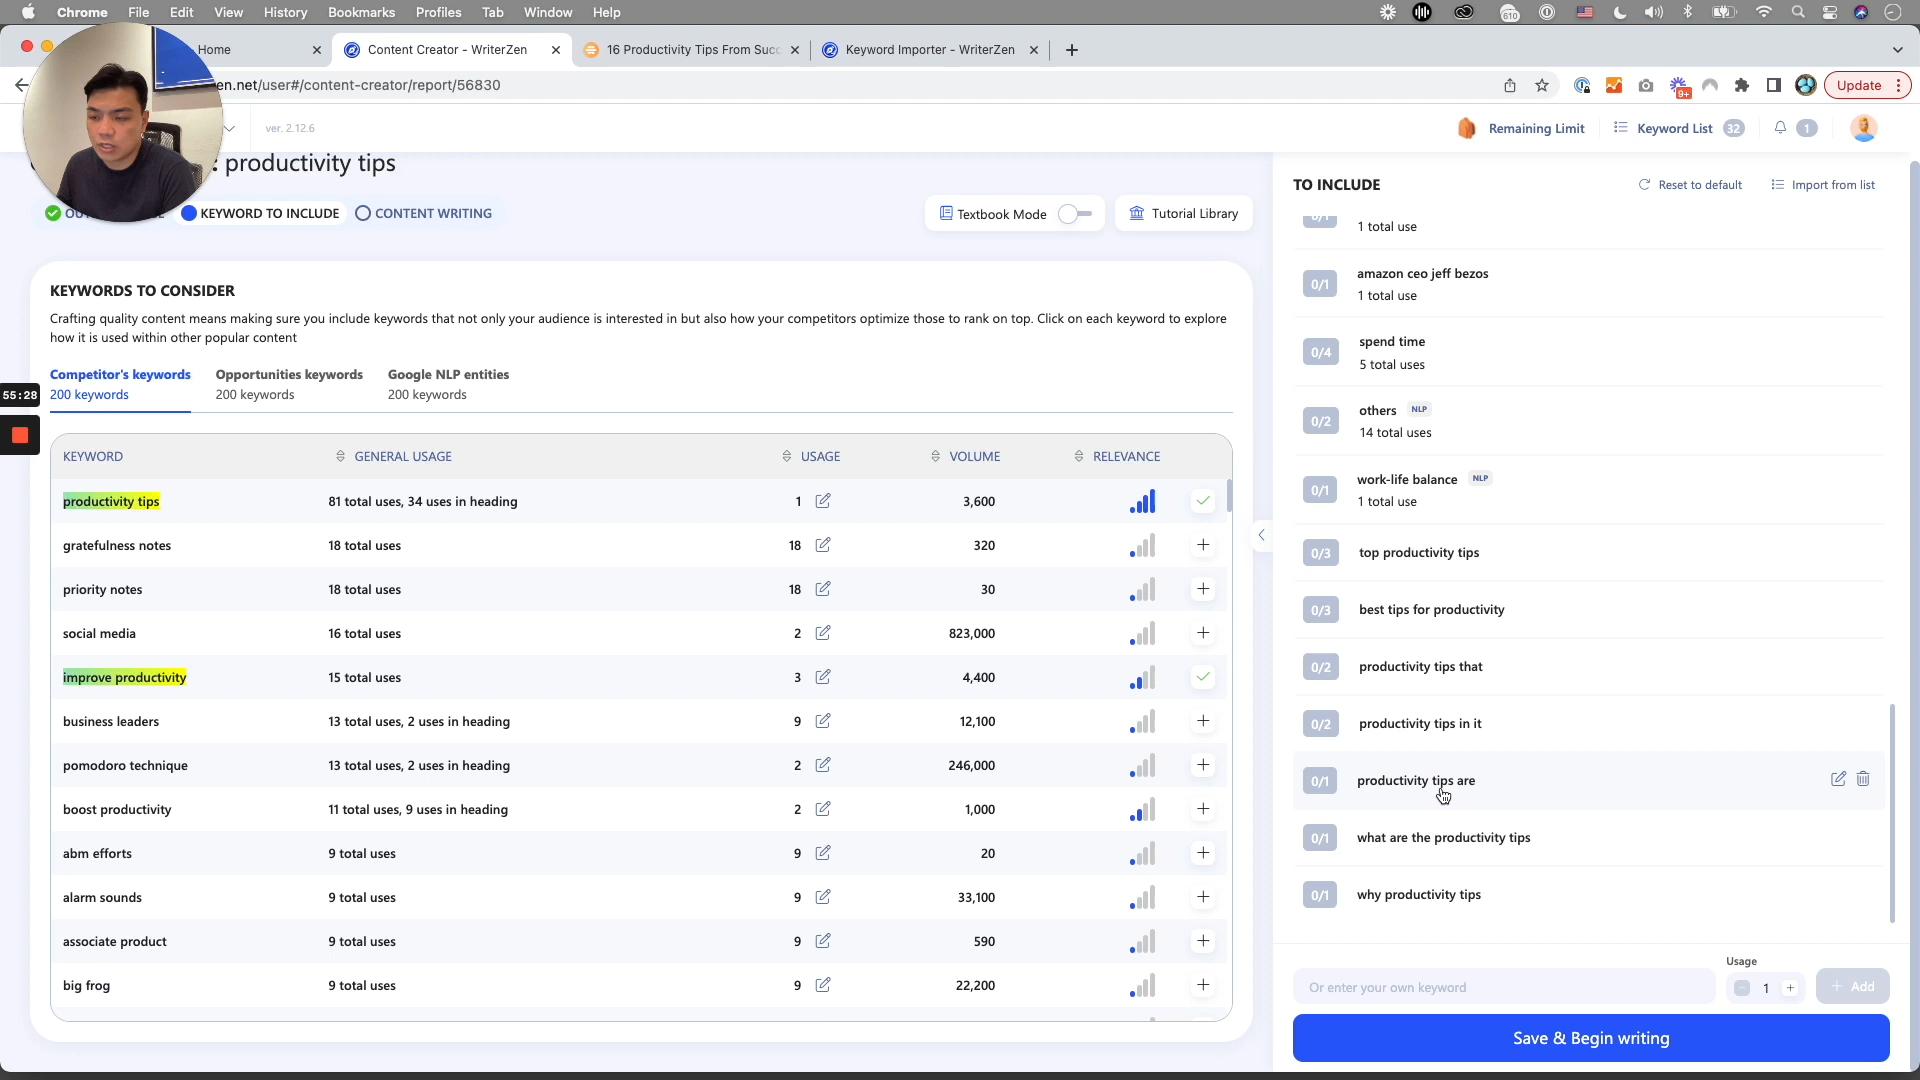 Chrome File Edit View History Bookmarks Profiles Tab Window Help
610
Home
Content Creator - WriterZen
16 Productivity Tips From Succ
Keyword Importer - WriterZen
en.net/user#/content-creator/report/56830
9+
Update
ver. 2.12.6
Remaining Limit
Keyword List 32
1
: productivity tips
KEYWORD TO INCLUDE
CONTENT WRITING
Textbook Mode
Tutorial Library
KEYWORDS TO CONSIDER
Crafting quality content means making sure you include keywords that not only your audience is interested in but also how your competitors optimize those to rank on top. Click on each keyword to explore
how it is used within other popular content
Competitor's keywords
200 keywords
Opportunities keywords
200 keywords
Google NLP entities
200 keywords
55:28
KEYWORD GENERAL USAGE USAGE VOLUME RELEVANCE
productivity tips 81 total uses, 34 uses in heading 1 3,600
gratefulness notes 18 total uses 18 320
priority notes 18 total uses 18 30
social media 16 total uses 2 823,000
improve productivity 15 total uses 3 4,400
business leaders 13 total uses, 2 uses in heading 9 12,100
pomodoro technique 13 total uses, 2 uses in heading 2 246,000
boost productivity 11 total uses, 9 uses in heading 2 1,000
abm efforts 9 total uses 9 20
alarm sounds 9 total uses 9 33,100
associate product 9 total uses 9 590
big frog 9 total uses 9 22,200
TO INCLUDE
Reset to default
Import from list
0/1
1 total use
0/1 amazon ceo jeff bezos
1 total use
0/4 spend time
5 total uses
0/2 others NLP
14 total uses
0/1 work-life balance NLP
1 total use
0/3 top productivity tips
0/3 best tips for productivity
0/2 productivity tips that
0/2 productivity tips in it
0/1 productivity tips are
0/1 what are the productivity tips
0/1 why productivity tips
Usage
Or enter your own keyword
1
+ Add
Save & Begin writing